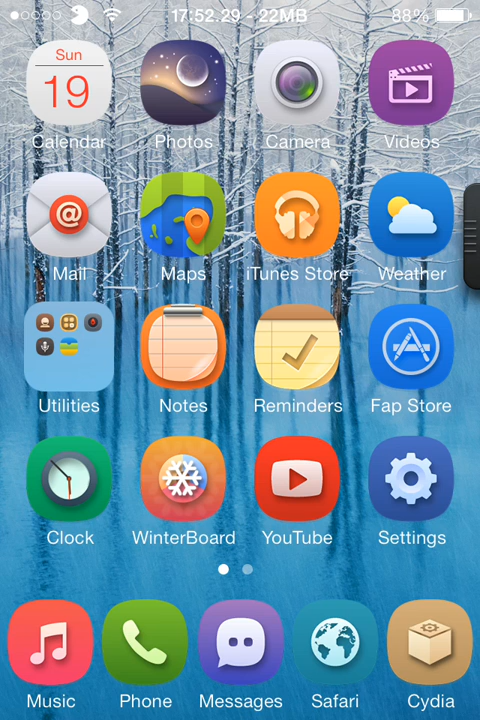 17:52.29 - 22MB
88%
Sun
19
Calendar
Photos
Camera
Videos
@
Mail
Maps
iTunes Store
Weather
Utilities
Notes
Reminders
Fap Store
Clock
WinterBoard
YouTube
Settings
Music
Phone
Messages
Safari
Cydia